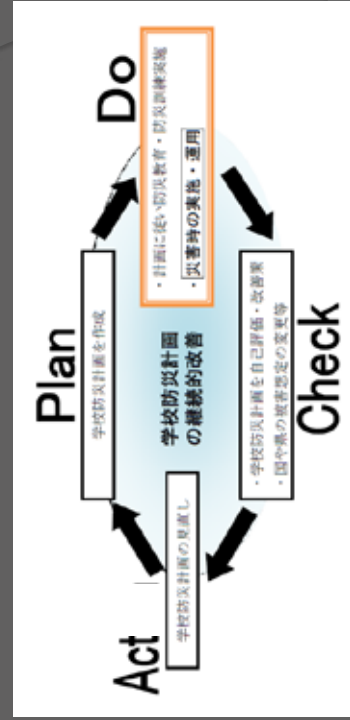 Plan
学校防災計画を作成
Do
・計画に従い防災教育・防災訓練実施
・災害時の実施・運用
Check
・学校防災計画を自己評価・改善案
・国や県の被害想定の変更等
Act
学校防災計画の見直し
学校防災計画
の継続的改善